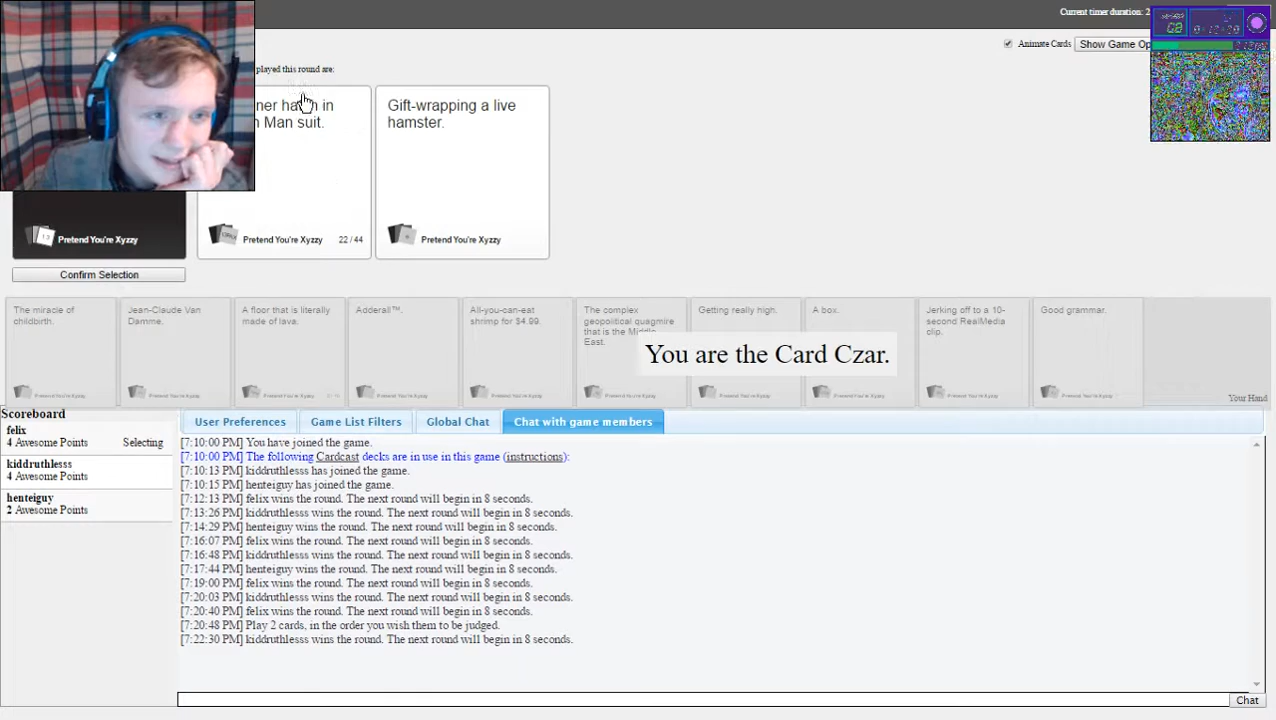 Current timer duration: 2
Animate Cards
Show Game Op
played this round are:
ner ha in
n Man suit.
Gift-wrapping a live
hamster.
Pretend You're Xyzzy
Pretend You're Xyzzy
22 / 44
Pretend You're Xyzzy
Confirm Selection
The miracle of
childbirth.
Jean-Claude Van
Damme.
A floor that is literally
made of lava.
Adderall™.
All-you-can-eat
shrimp for $4.99.
The complex
geopolitical quagmire
that is the Middle
East.
Getting really high.
A box.
Jerking off to a 10-
second RealMedia
clip.
Good grammar.
You are the Card Czar.
Your Hand
Scoreboard
felix
4 Awesome Points
Selecting
kiddruthlesss
4 Awesome Points
henteiguy
2 Awesome Points
User Preferences
Game List Filters
Global Chat
Chat with game members
[7:10:00 PM] You have joined the game.
[7:10:00 PM] The following Cardcast decks are in use in this game (instructions):
[7:10:13 PM] kiddruthlesss has joined the game.
[7:10:15 PM] henteiguy has joined the game.
[7:12:13 PM] felix wins the round. The next round will begin in 8 seconds.
[7:13:26 PM] kiddruthlesss wins the round. The next round will begin in 8 seconds.
[7:14:29 PM] henteiguy wins the round. The next round will begin in 8 seconds.
[7:16:07 PM] felix wins the round. The next round will begin in 8 seconds.
[7:16:48 PM] kiddruthlesss wins the round. The next round will begin in 8 seconds.
[7:17:44 PM] henteiguy wins the round. The next round will begin in 8 seconds.
[7:19:00 PM] felix wins the round. The next round will begin in 8 seconds.
[7:20:03 PM] kiddruthlesss wins the round. The next round will begin in 8 seconds.
[7:20:40 PM] felix wins the round. The next round will begin in 8 seconds.
[7:20:48 PM] Play 2 cards, in the order you wish them to be judged.
[7:22:30 PM] kiddruthlesss wins the round. The next round will begin in 8 seconds.
Chat